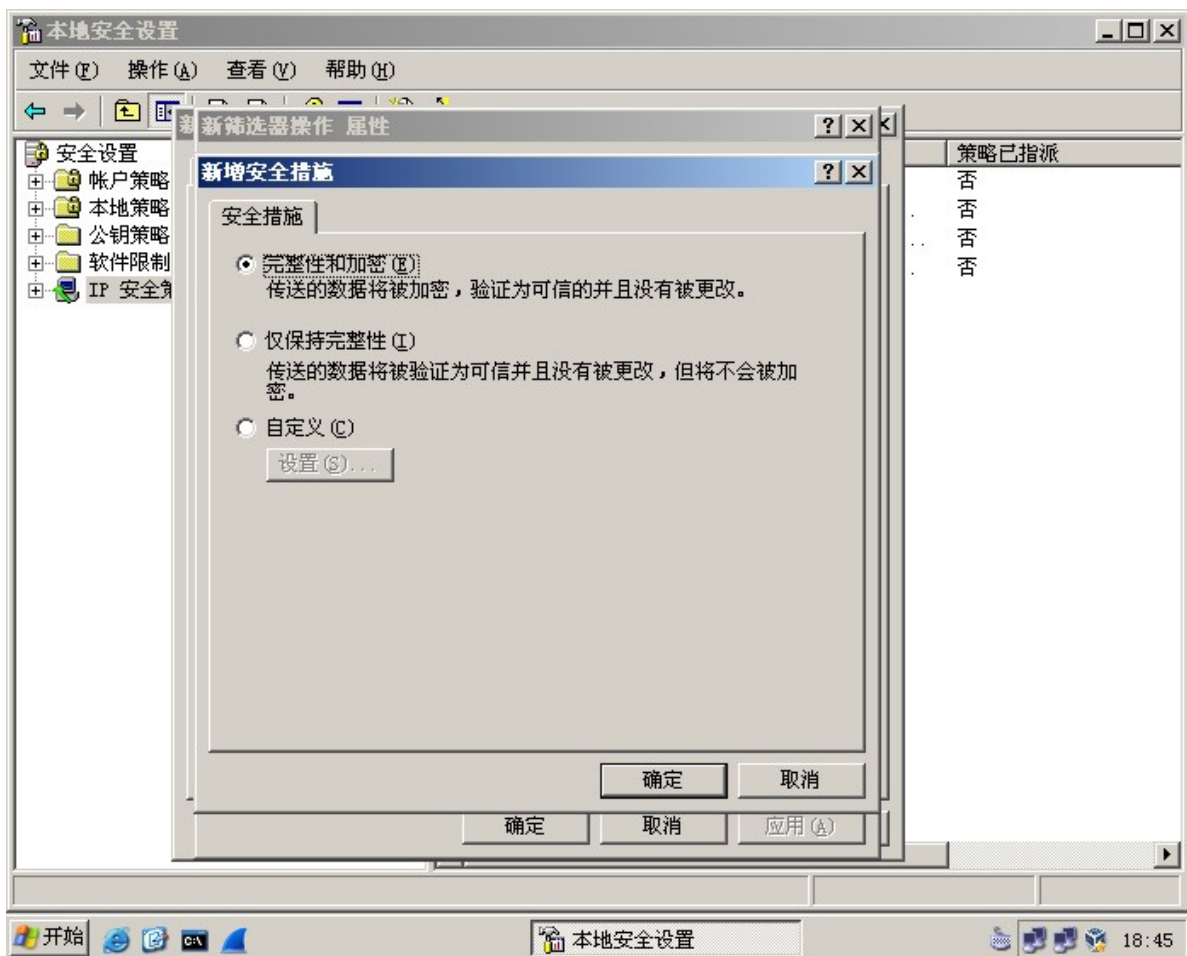 本地安全设置
文件(F) 操作(A) 查看(V) 帮助(H)
新筛选器操作 属性
新增安全措施
安全措施
完整性和加密(E)
传送的数据将被加密，验证为可信的并且没有被更改。
仅保持完整性(I)
传送的数据将被验证为可信并且没有被更改，但将不会被加
密。
自定义(C)
设置(S)...
确定 取消
确定 取消 应用(A)
安全设置
帐户策略
本地策略
公钥策略
软件限制
IP 安全
策略已指派
否
否
否
否
开始
本地安全设置
18:45